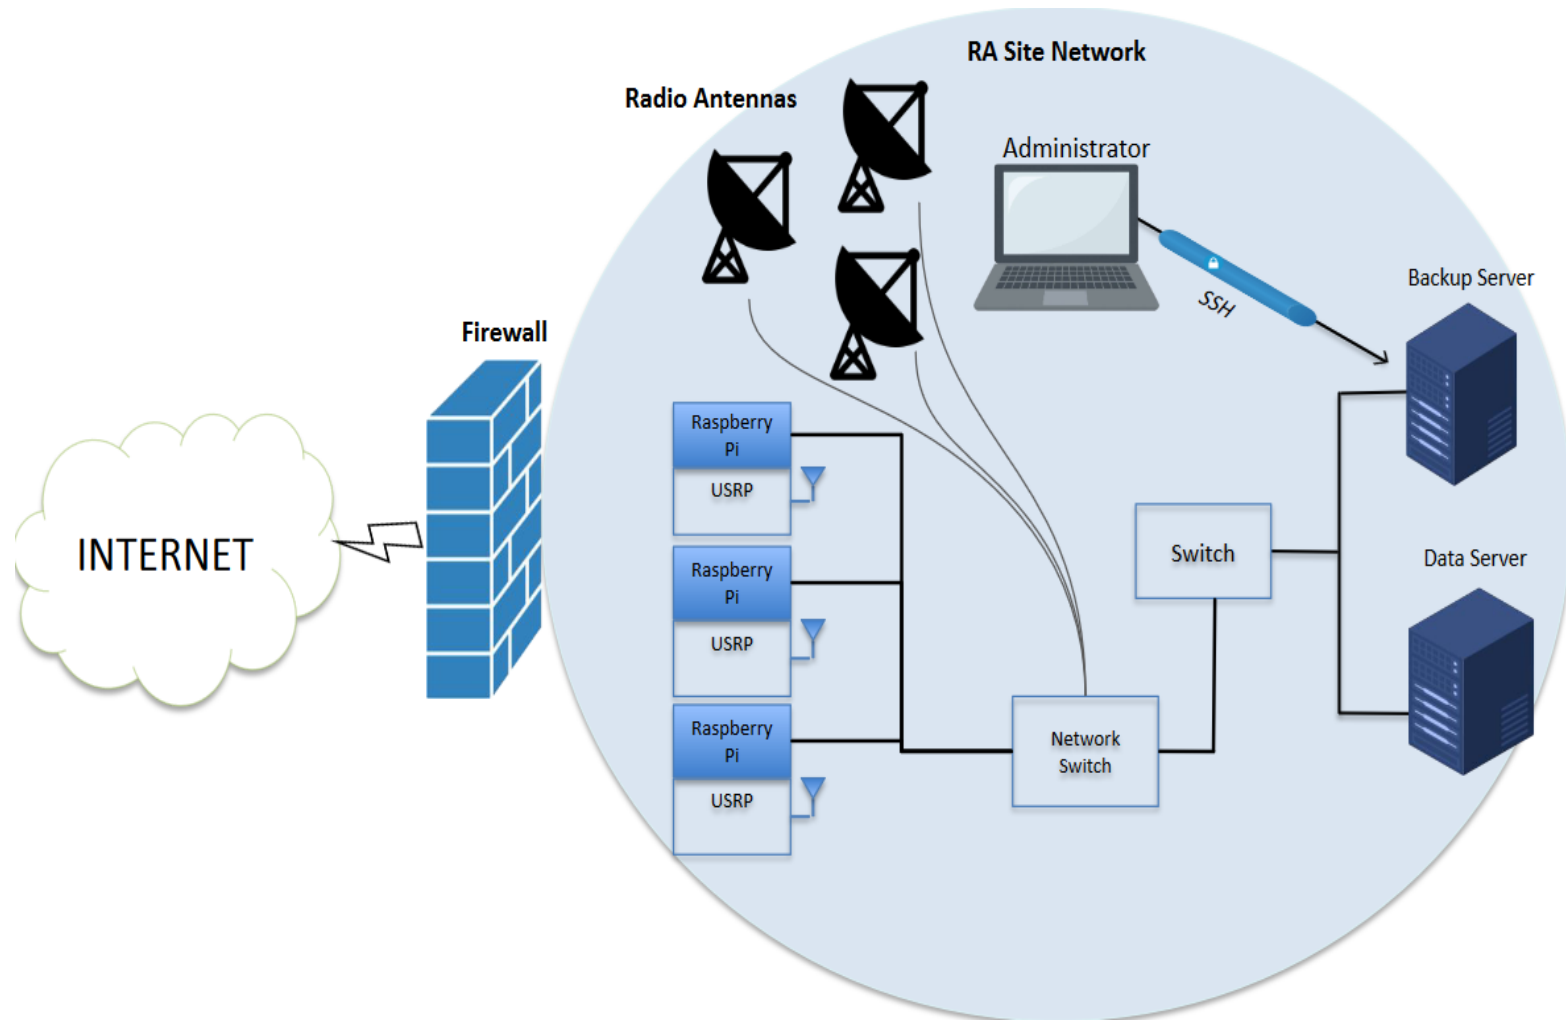 RA Site Network
Radio Antennas
Administrator
SSH
Backup Server
Firewall
Raspberry
Pi
USRP
INTERNET
Switch
Data Server
Raspberry
Pi
USRP
Raspberry
Pi
USRP
Network
Switch